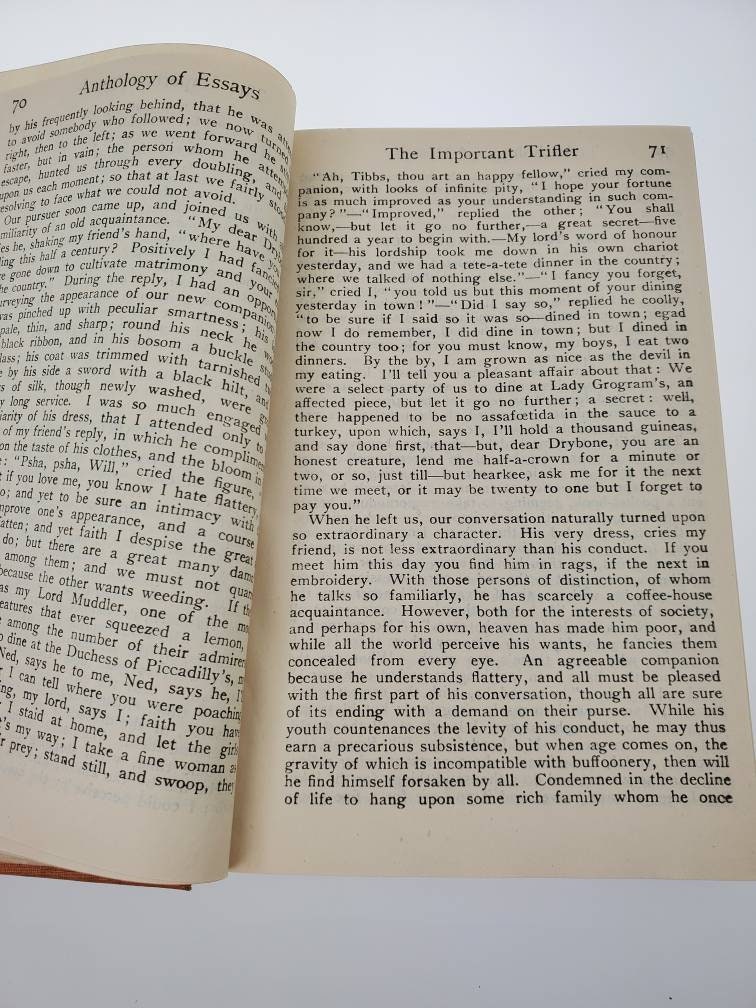 70
Anthology of Essays
by his frequently looking behind, that he was
to avoid somebody who followed; we now turned
right, then to the left; as we went forward he
faster, but in vain; the person whom he
escape, hunted us through every doubling, and
upon us each moment; so that at last we fairly
resolving to face what we could not avoid.
Our pursuer soon came up, and joined us with
familiarity of an old acquaintance. "My dear
cries he, shaking my friend's hand, "where have
this half a century? Positively I had
gone down to cultivate matrimony and your
the country." During the reply, I had an
surveying the appearance of our new companion
was pinched up with peculiar smartness; his
pale, thin, and sharp; round his neck he
black ribbon, and in his bosom a buckle
his coat was trimmed with tarnished
by his side a sword with a black hilt, and
of silk, though newly washed, were
long service. I was so much engaged
of his dress, that I attended only to
of my friend's reply, in which he
on the taste of his clothes, and the bloom in
: "Psha, psha, Will," cried the figure,
if you love me, you know I hate flattery,
and yet to be sure an intimacy with
improve one's appearance, and a course
fatten; and yet faith I despise the great
do; but there are a great many
among them; and we must not
because the other wants weeding. If
as my Lord Muddler, one of the
creatures that ever squeezed a lemon,
among the number of their
to dine at the Duchess of Piccadilly's,
Ned, says he to me, Ned, says he,
I can tell where you were
my lord, says I; faith you
I staid at home, and let the
my way; I take a fine woman
prey; stand still, and swoop, they
The Important Trifler
71
"Ah, Tibbs, thou art an happy fellow," cried my com-
panion, with looks of infinite pity, "I hope your fortune
is as much improved as your understanding in such com-
pany?"—"Improved," replied the other; "You shall
know,—but let it go no further,—a great secret—five
hundred a year to begin with.—My lord's word of honour
for it—his lordship took me down in his own chariot
yesterday, and we had a tete-a-tete dinner in the country;
where we talked of nothing else."—"I fancy you forget,
sir," cried I, "you told us but this moment of your dining
yesterday in town!"—"Did I say so," replied he coolly,
"to be sure if I said so it was so—dined in town; egad
now I do remember, I did dine in town; but I dined in
the country too; for you must know, my boys, I eat two
dinners. By the by, I am grown as nice as the devil in
my eating. I'll tell you a pleasant affair about that: We
were a select party of us to dine at Lady Grogram's, an
affected piece, but let it go no further; a secret: well,
there happened to be no assafœtida in the sauce to a
turkey, upon which, says I, I'll hold a thousand guineas,
and say done first, that—but, dear Drybone, you are an
honest creature, lend me half-a-crown for a minute or
two, or so, just till—but hearkee, ask me for it the next
time we meet, or it may be twenty to one but I forget to
pay you."
When he left us, our conversation naturally turned upon
so extraordinary a character. His very dress, cries my
friend, is not less extraordinary than his conduct. If you
meet him this day you find him in rags, if the next in
embroidery. With those persons of distinction, of whom
he talks so familiarly, he has scarcely a coffee-house
acquaintance. However, both for the interests of society,
and perhaps for his own, heaven has made him poor, and
while all the world perceive his wants, he fancies them
concealed from every eye. An agreeable companion
because he understands flattery, and all must be pleased
with the first part of his conversation, though all are sure
of its ending with a demand on their purse. While his
youth countenances the levity of his conduct, he may thus
earn a precarious subsistence, but when age comes on, the
gravity of which is incompatible with buffoonery, then will
he find himself forsaken by all. Condemned in the decline
of life to hang upon some rich family whom he once